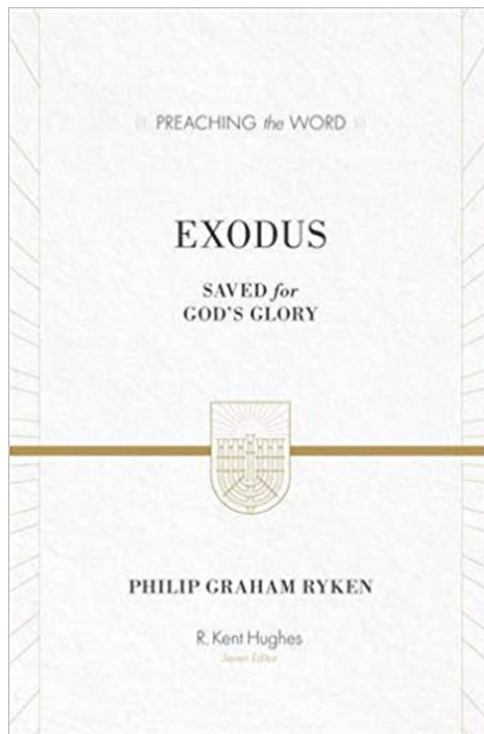 PREACHING the WORD
EXODUS
SAVED for
GOD'S GLORY
PHILIP GRAHAM RYKEN
R. Kent Hughes
Series Editor